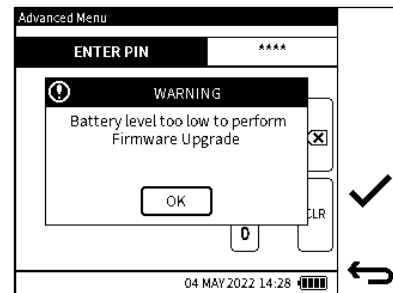 Advanced Menu
ENTER PIN ****
WARNING
Battery level too low to perform
Firmware Upgrade
OK
CLR
0
04 MAY 2022 14:28